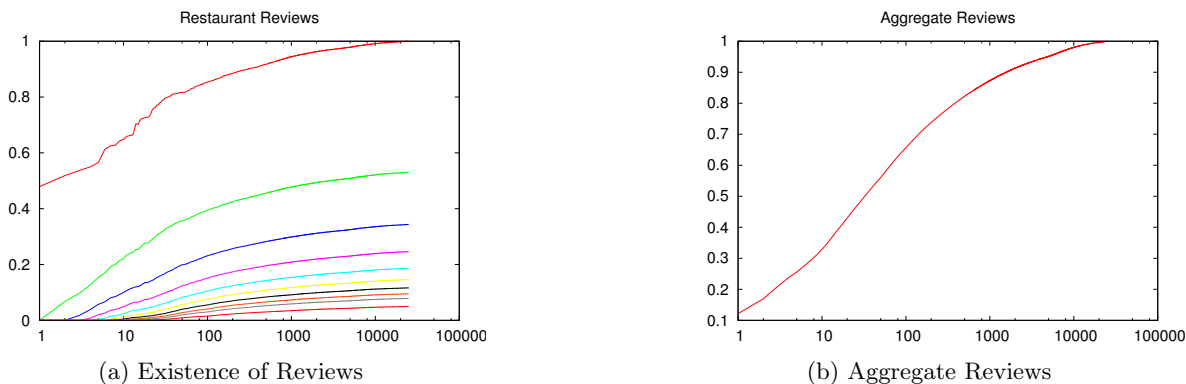 Restaurant Reviews
1
0.8
0.6
0.4
0.2
0
1 10 100 1000 10000 100000
(a) Existence of Reviews
Aggregate Reviews
1
0.9
0.8
0.7
0.6
0.5
0.4
0.3
0.2
0.1
1 10 100 1000 10000 100000
(b) Aggregate Reviews